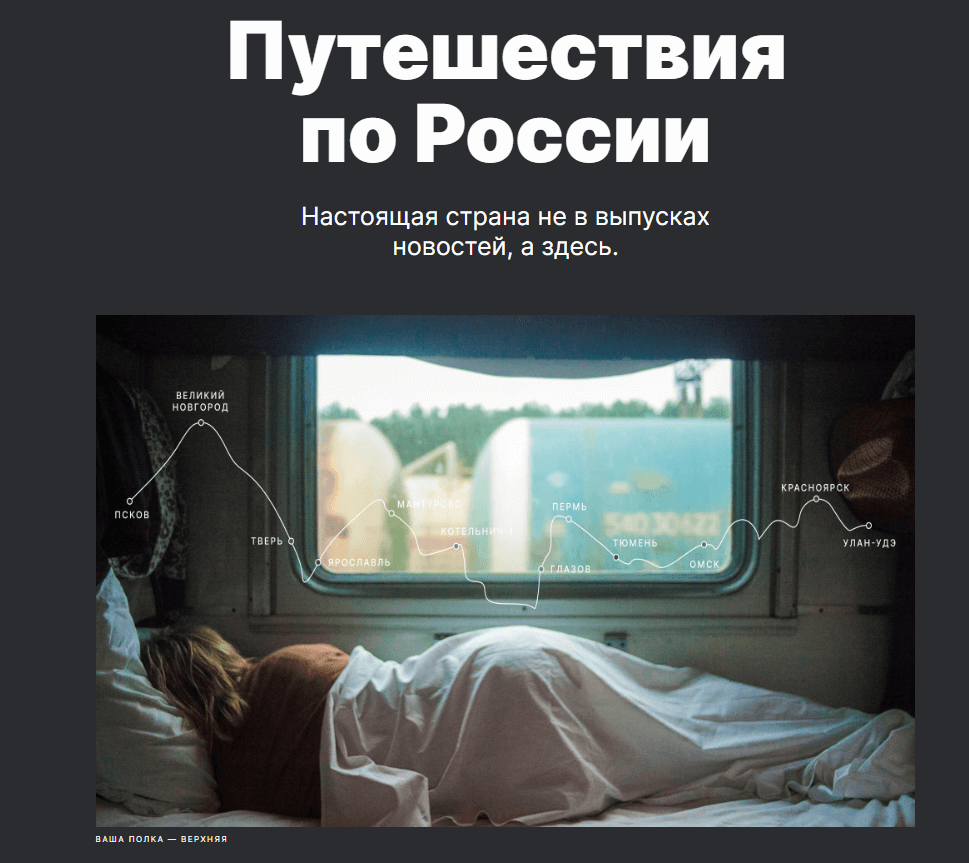 Путешествия
по России
Настоящая страна не в выпусках
новостей, а здесь.
ВЕЛИКИЙ
НОВГОРОД
ПСКОВ
ТВЕРЬ
ЯРОСЛАВЛЬ
МАНТУРОВО
КОТЕЛЬНИЧ-1
ПЕРМЬ
ГЛАЗОВ
ТЮМЕНЬ
ОМСК
КРАСНОЯРСК
УЛАН-УДЭ
ВАША ПОЛКА — ВЕРХНЯЯ